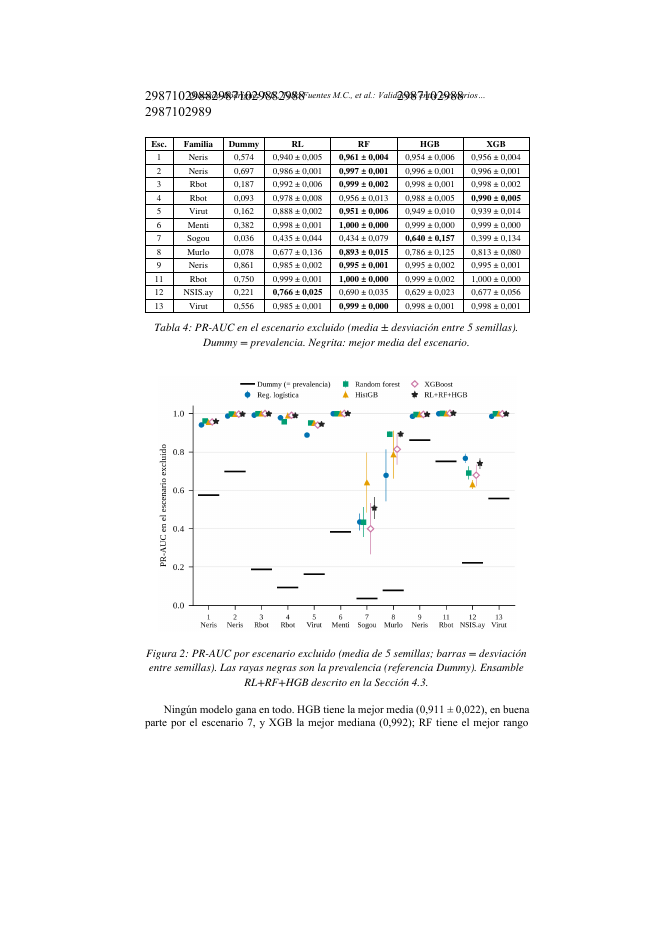 2987102988 2987102988 2988 Fuentes M.C., et al.: 2987102988
2987102989
Esc. Familia Dummy RL RF HGB XGB
1 Neris 0,574 0,940 ± 0,005 0,961 ± 0,004 0,954 ± 0,006 0,956 ± 0,004
2 Neris 0,697 0,986 ± 0,001 0,997 ± 0,001 0,996 ± 0,001 0,996 ± 0,001
3 Rbot 0,187 0,992 ± 0,006 0,999 ± 0,002 0,998 ± 0,001 0,998 ± 0,002
4 Rbot 0,093 0,978 ± 0,008 0,956 ± 0,013 0,988 ± 0,005 0,990 ± 0,005
5 Virut 0,162 0,888 ± 0,002 0,951 ± 0,006 0,949 ± 0,010 0,939 ± 0,014
6 Menti 0,382 0,998 ± 0,001 1,000 ± 0,000 0,999 ± 0,000 0,999 ± 0,000
7 Sogou 0,036 0,435 ± 0,044 0,434 ± 0,079 0,640 ± 0,157 0,399 ± 0,134
8 Murlo 0,078 0,677 ± 0,136 0,893 ± 0,015 0,786 ± 0,125 0,813 ± 0,080
9 Neris 0,861 0,985 ± 0,002 0,995 ± 0,001 0,995 ± 0,002 0,995 ± 0,001
11 Rbot 0,750 0,999 ± 0,001 1,000 ± 0,000 0,999 ± 0,002 1,000 ± 0,000
12 NSIS.ay 0,221 0,766 ± 0,025 0,690 ± 0,035 0,629 ± 0,023 0,677 ± 0,056
13 Virut 0,556 0,985 ± 0,001 0,999 ± 0,000 0,998 ± 0,001 0,998 ± 0,001
Tabla 4: PR-AUC en el escenario excluido (media ± desviación entre 5 semillas).
Dummy = prevalencia. Negrita: mejor media del escenario.
Dummy (= prevalencia) Random forest XGBoost
Reg. logística HistGB RL+RF+HGB
PR-AUC en el escenario excluido
1.0
0.8
0.6
0.4
0.2
0.0
1 2 3 4 5 6 7 8 9 11 12 13
Neris Neris Rbot Rbot Virut Menti Sogou Murlo Neris Rbot NSIS.ay Virut
Figura 2: PR-AUC por escenario excluido (media de 5 semillas; barras = desviación
entre semillas). Las rayas negras son la prevalencia (referencia Dummy). Ensamble
RL+RF+HGB descrito en la Sección 4.3.
Ningún modelo gana en todo. HGB tiene la mejor media (0,911 ± 0,022), en buena
parte por el escenario 7, y XGB la mejor mediana (0,992); RF tiene el mejor rango